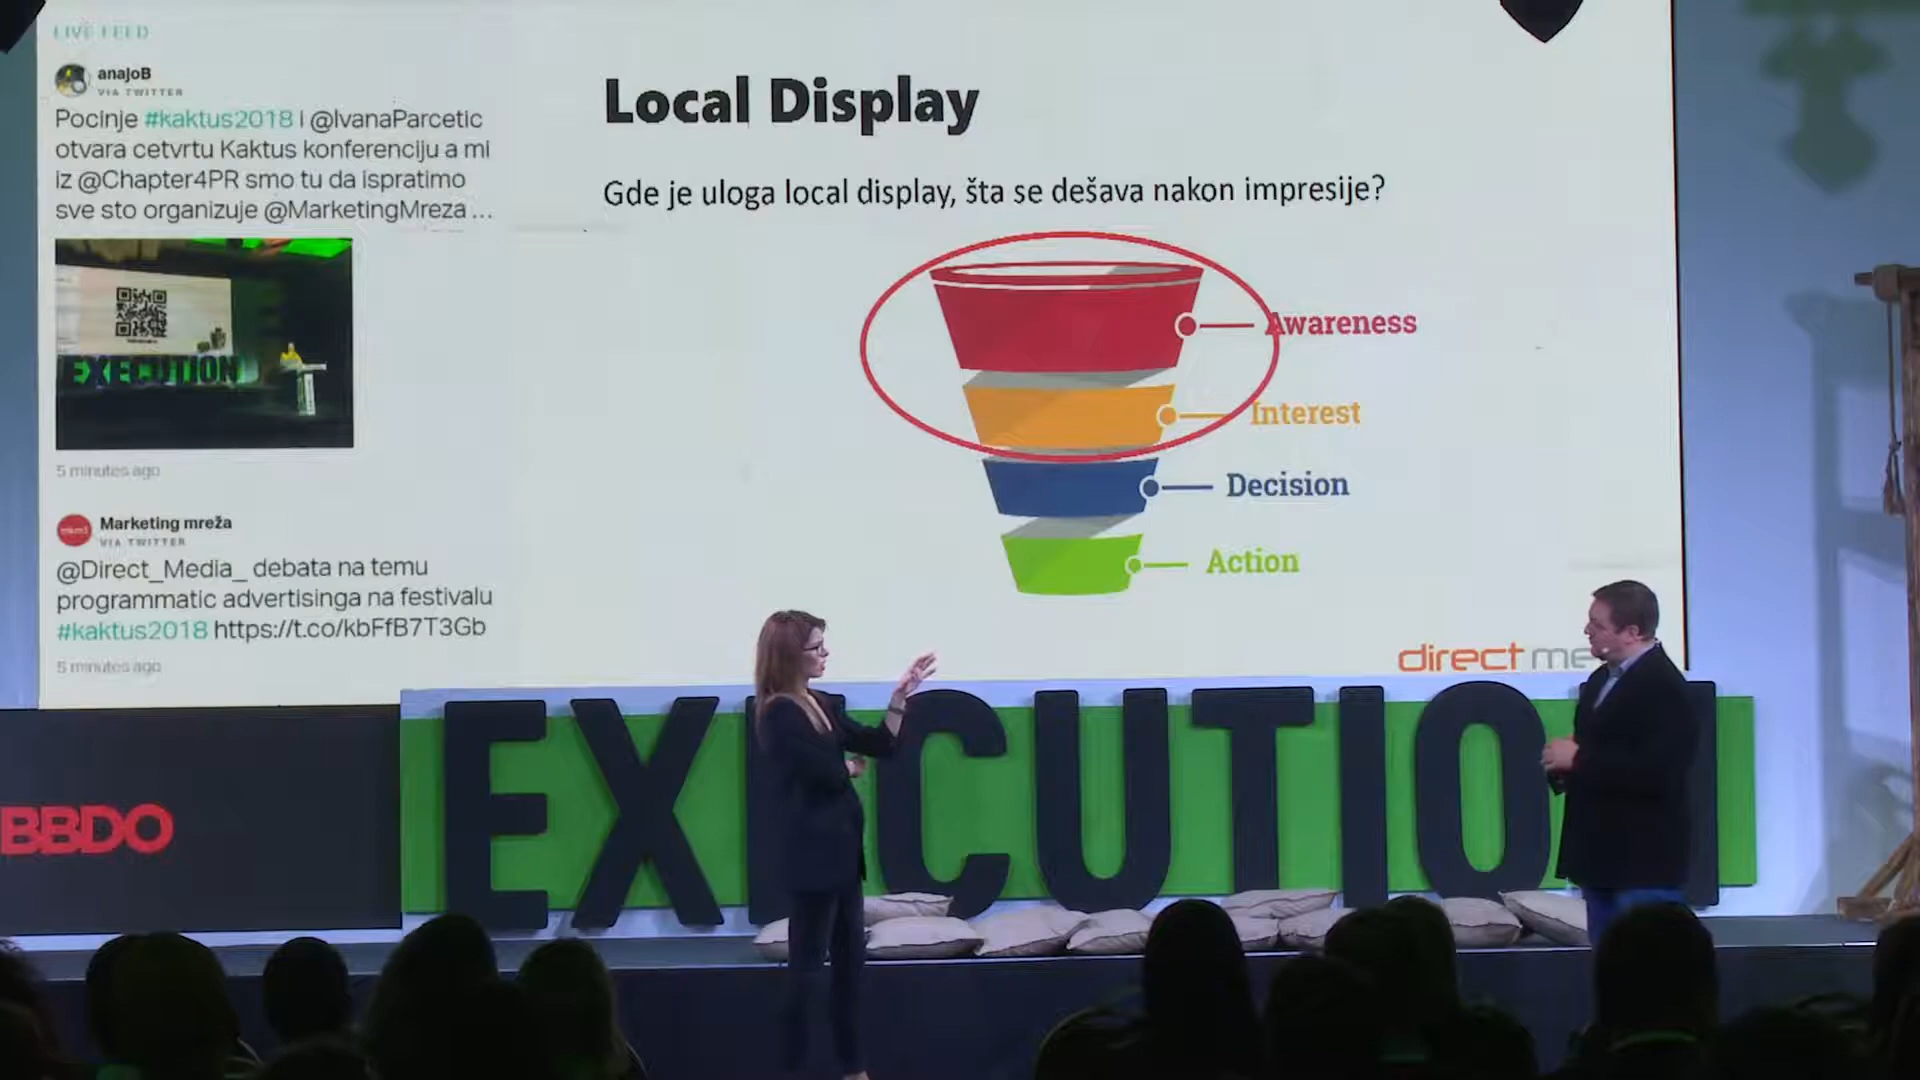 LIVE FEED
anajoB
VIA TWITTER
Pocinje #kaktus2018 i @IvanaParcetic
otvara cetvrtu Kaktus konferenciju a mi
iz @Chapter4PR smo tu da ispratimo
sve sto organizuje @MarketingMreza ...
EXECUTION
5 minutes ago
Marketing mreža
VIA TWITTER
@Direct_Media_ debata na temu
programmatic advertisinga na festivalu
#kaktus2018 https://t.co/kbFfB7T3Gb
5 minutes ago
Local Display
Gde je uloga local display, šta se dešava nakon impresije?
Awareness
Interest
Decision
Action
direct me
BBDO
EXECUTION